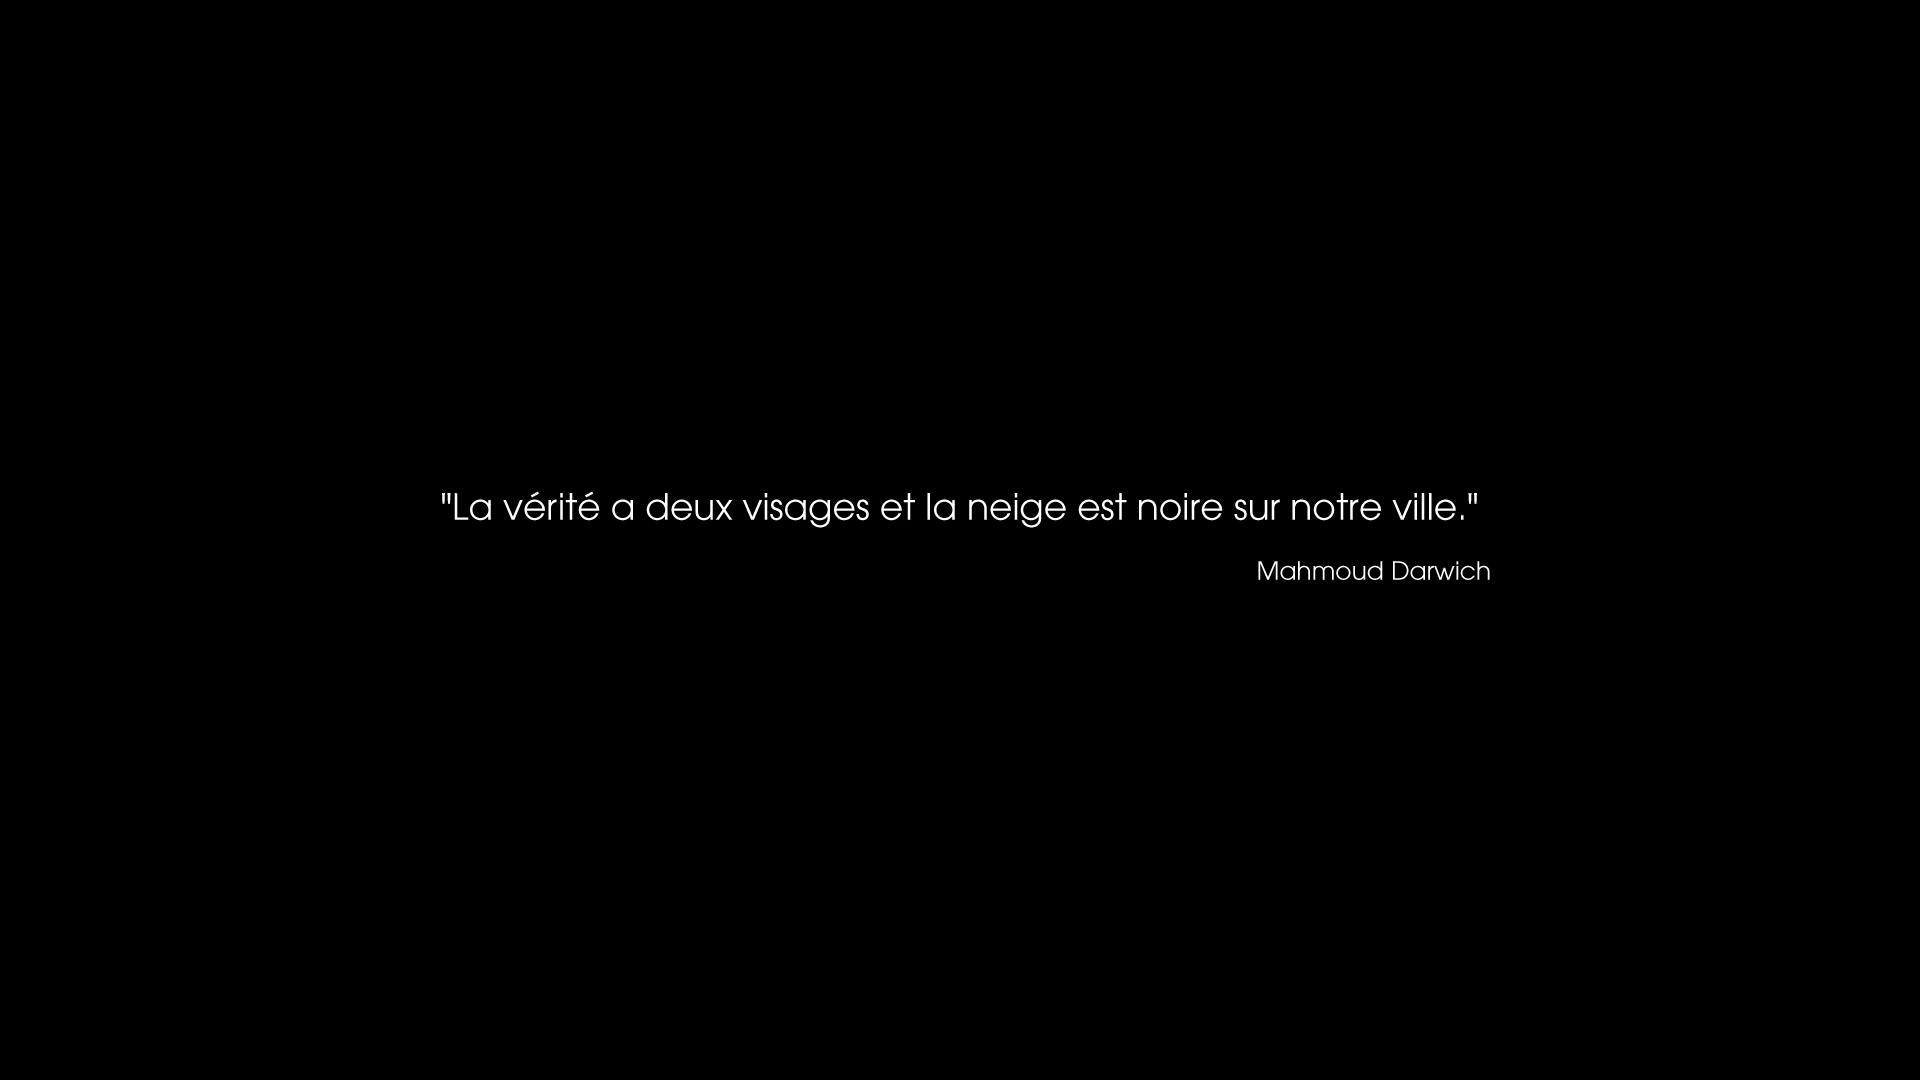 "La vérité a deux visages et la neige est noire sur notre ville."
Mahmoud Darwich